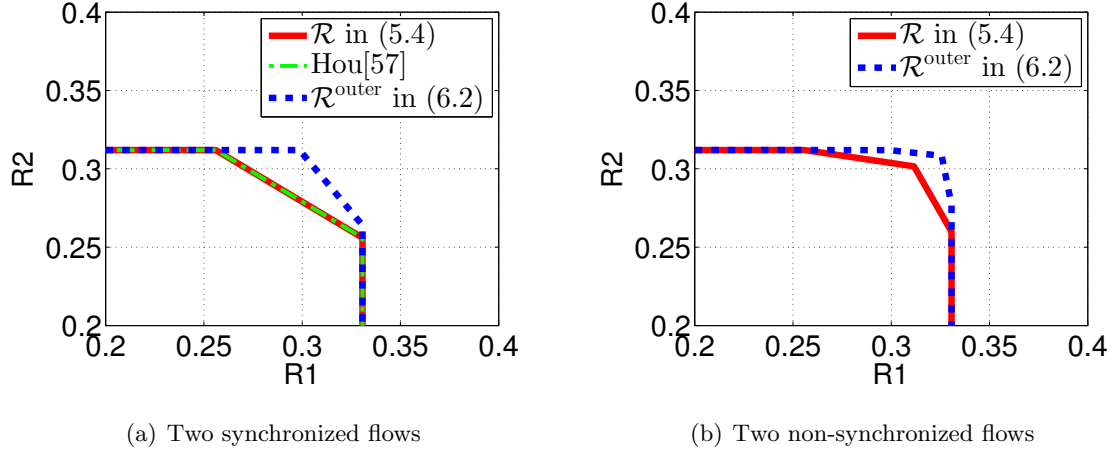 0.4
0.35
0.3
0.25
0.2
R2
0.2
0.25
0.3
0.35
0.4
R1
R in (5.4)
Hou[57]
R^outer in (6.2)
(a) Two synchronized flows
0.4
0.35
0.3
0.25
0.2
R2
0.2
0.25
0.3
0.35
0.4
R1
R in (5.4)
R^outer in (6.2)
(b) Two non-synchronized flows